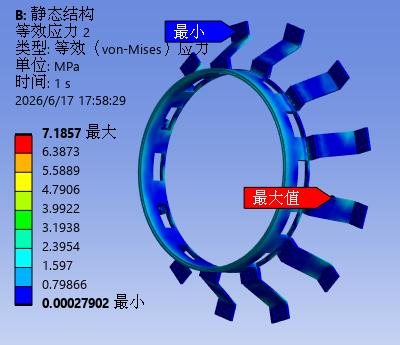 B: 静态结构
等效应力 2
类型: 等效（von-Mises）应力
单位: MPa
时间: 1 s
2026/6/17 17:58:29
最小
7.1857 最大
6.3873
5.5889
4.7906
3.9922
3.1938
2.3954
1.597
0.79866
0.00027902 最小
最大值